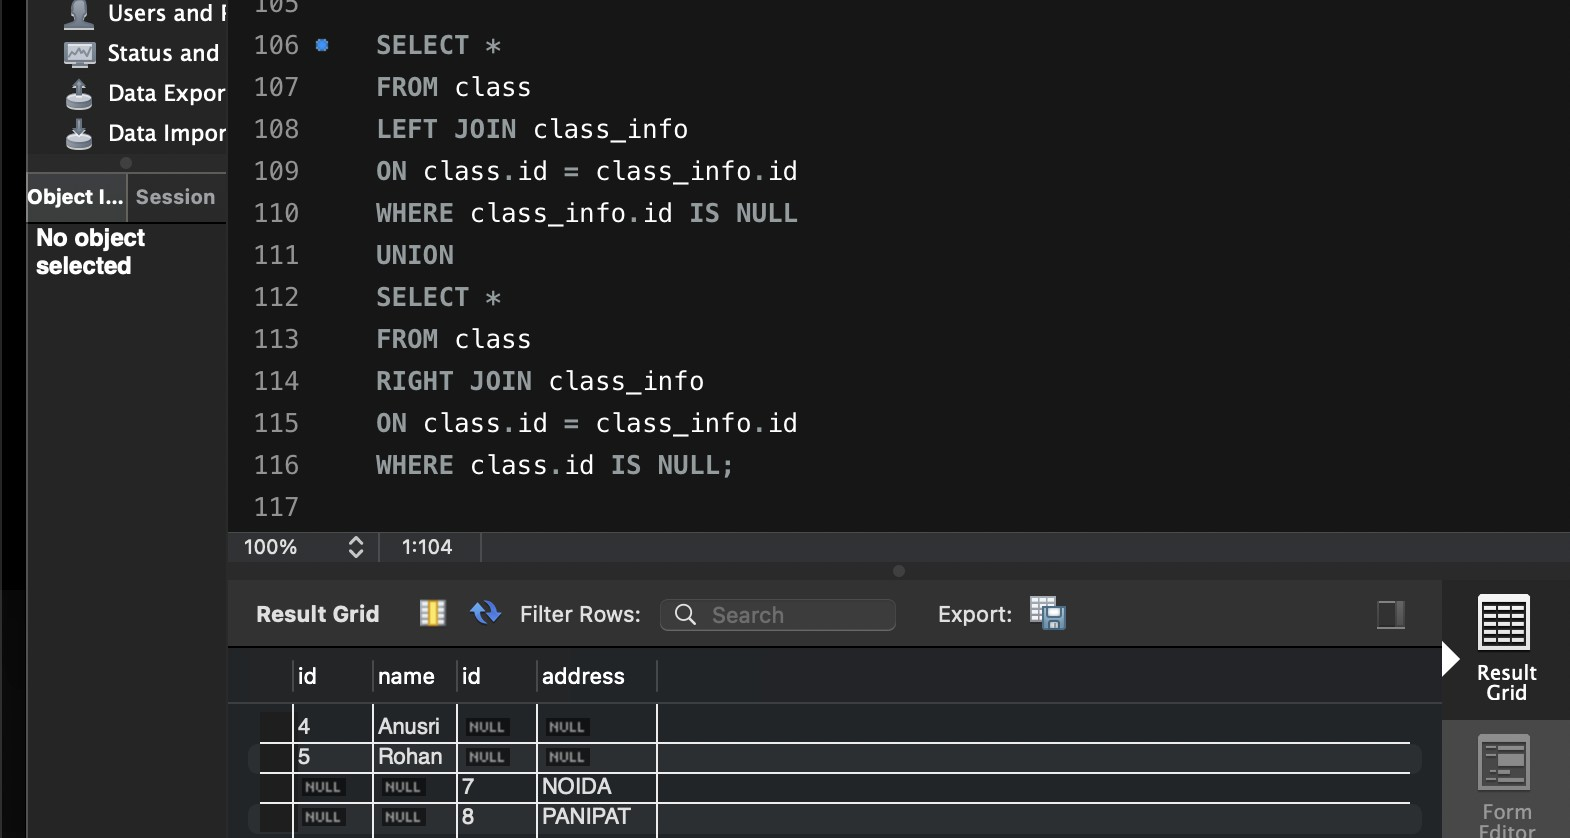 105
Users and
106 SELECT *
Status and
107 FROM class
Data Expor
108 LEFT JOIN class_info
Data Impor
109 ON class.id = class_info.id
Object I... Session
110 WHERE class_info.id IS NULL
No object
selected
111 UNION
112 SELECT *
113 FROM class
114 RIGHT JOIN class_info
115 ON class.id = class_info.id
116 WHERE class.id IS NULL;
117
100% 1:104
Result Grid Filter Rows: Search Export:
id name id address
4 Anusri NULL NULL
5 Rohan NULL NULL
NULL NULL 7 NOIDA
NULL NULL 8 PANIPAT
Result
Grid
Form
Editor